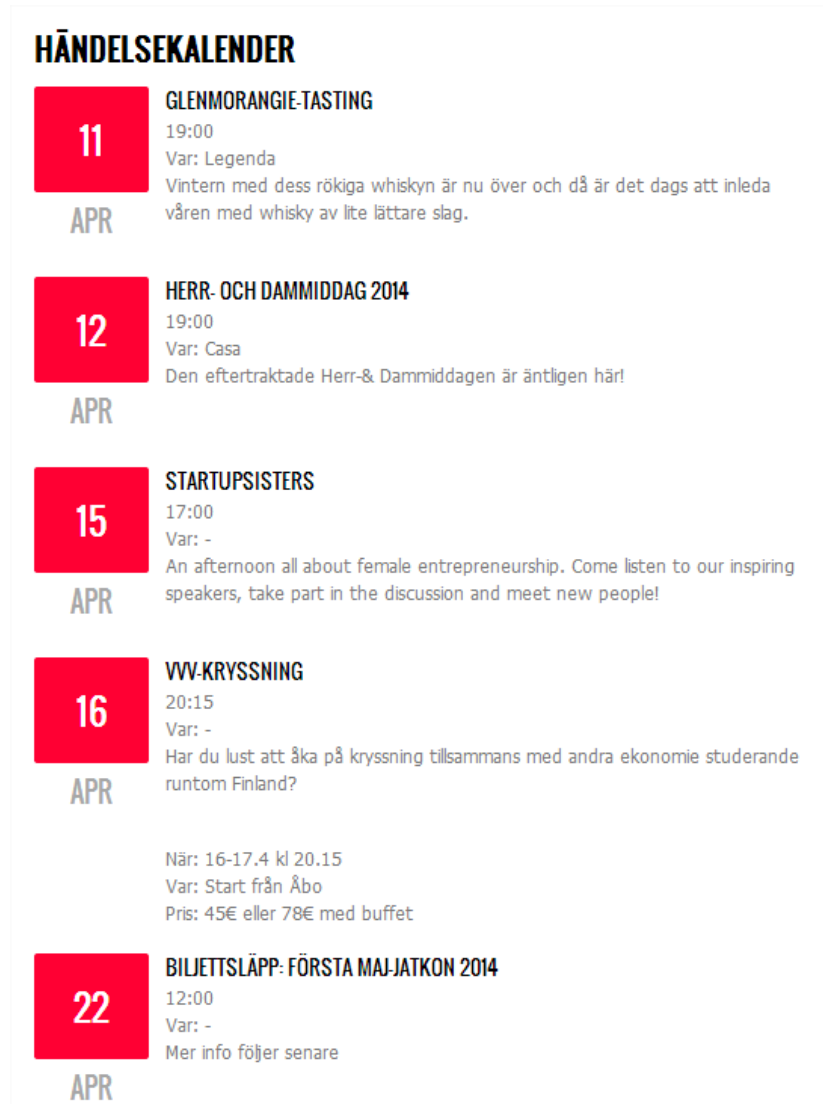 HÄNDELSEKALENDER
11
APR
GLENMORANGIE-TASTING
19:00
Var: Legenda
Vintern med dess rökiga whiskyn är nu över och då är det dags att inleda
våren med whisky av lite lättare slag.
12
APR
HERR- OCH DAMMIDDAG 2014
19:00
Var: Casa
Den eftertraktade Herr-& Dammiddagen är äntligen här!
15
APR
STARTUPSISTERS
17:00
Var: -
An afternoon all about female entrepreneurship. Come listen to our inspiring
speakers, take part in the discussion and meet new people!
16
APR
VVV-KRYSSNING
20:15
Var: -
Har du lust att åka på kryssning tillsammans med andra ekonomie studerande
runtom Finland?
När: 16-17.4 kl 20.15
Var: Start från Åbo
Pris: 45€ eller 78€ med buffet
22
APR
BILJETTSLÄPP: FÖRSTA MAJ-JATKON 2014
12:00
Var: -
Mer info följer senare